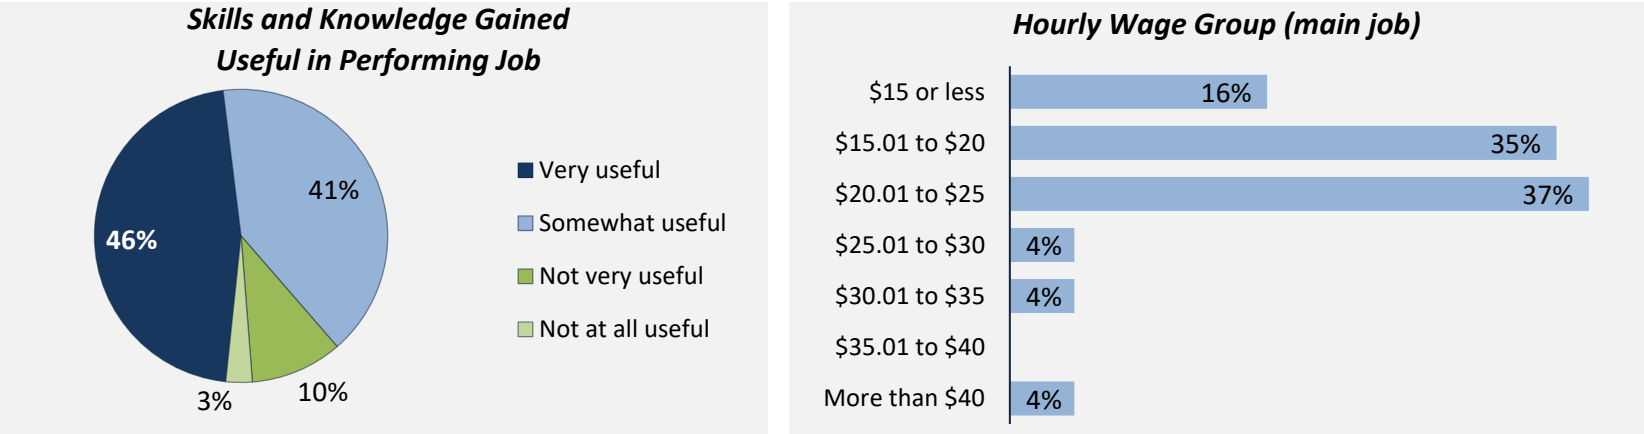 Skills and Knowledge Gained
Useful in Performing Job
46%
41%
10%
3%
Very useful
Somewhat useful
Not very useful
Not at all useful
Hourly Wage Group (main job)
$15 or less 16%
$15.01 to $20 35%
$20.01 to $25 37%
$25.01 to $30 4%
$30.01 to $35 4%
$35.01 to $40
More than $40 4%